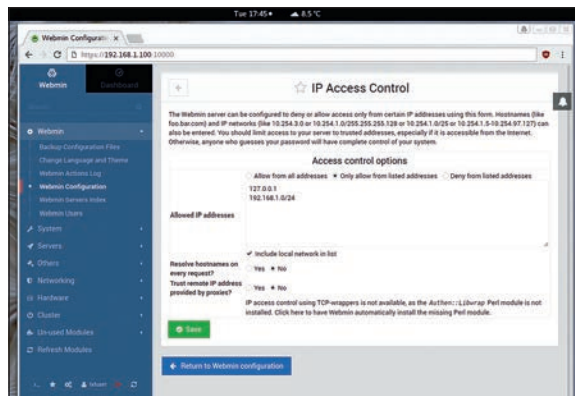 Tue 17:45 8.5 °C
Webmin Configurati
https://192.168.1.100:10000
Webmin
Dashboard
Webmin
Backup Configuration Files
Change Language and Theme
Webmin Actions Log
Webmin Configuration
Webmin Servers Index
Webmin Users
System
Servers
Others
Networking
Hardware
Cluster
Un-used Modules
Refresh Modules
IP Access Control
The Webmin server can be configured to deny or allow access only from certain IP addresses using this form. Hostnames (like
foo.bar.com) and IP networks (like 10.254.3.0 or 10.254.1.0/255.255.255.128 or 10.254.1.0/25 or 10.254.1.5-10.254.97.127) can
also be entered. You should limit access to your server to trusted addresses, especially if it is accessible from the Internet.
Otherwise, anyone who guesses your password will have complete control of your system.
Access control options
Allow from all addresses Only allow from listed addresses Deny from listed addresses
Allowed IP addresses
127.0.0.1
192.168.1.0/24
Include local network in list
Resolve hostnames on
every request?
Yes No
Trust remote IP address
provided by proxies?
Yes No
IP access control using TCP-wrappers is not available, as the Authen::Libwrap Perl module is not
installed. Click here to have Webmin automatically install the missing Perl module.
Save
Return to Webmin configuration